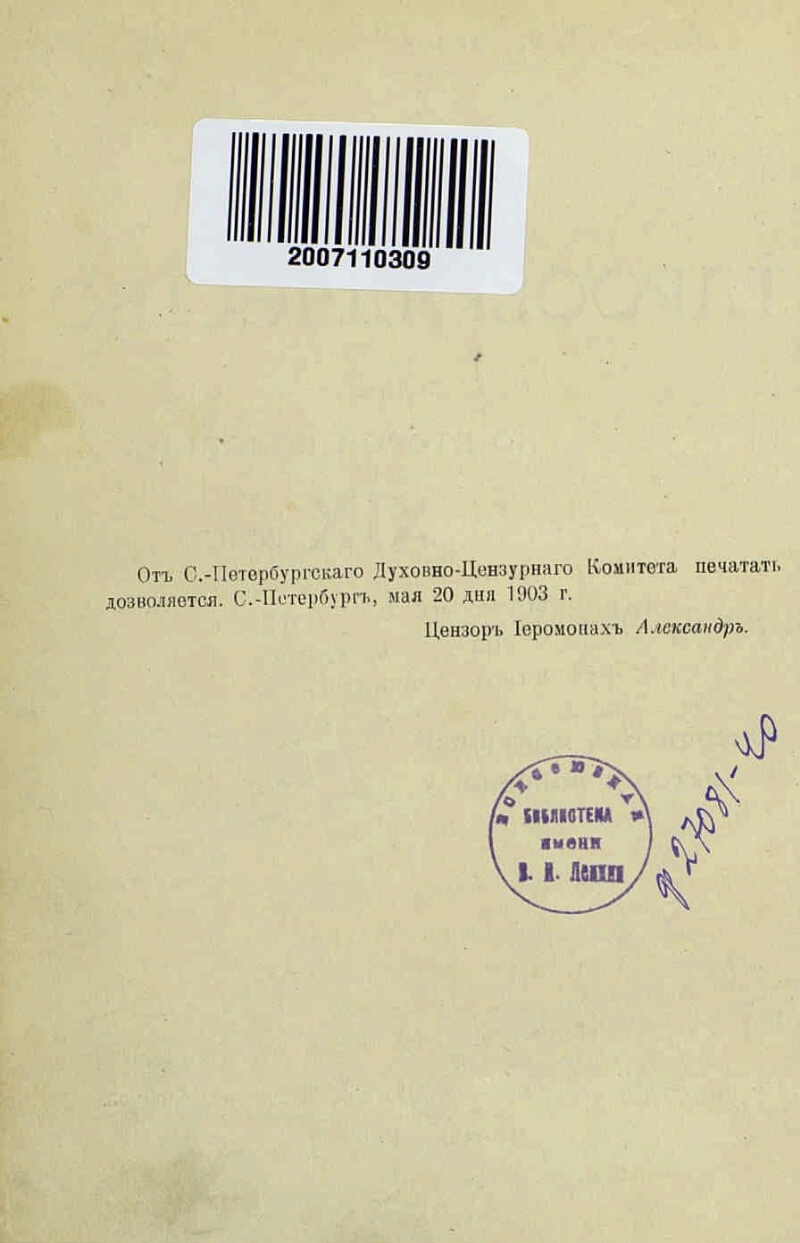 2007110309
Отъ С.-Петербургскаго Духовно-Цензурнаго Комитета печатать
дозволяется. С.-Петербургъ, мая 20 дня 1903 г.
Цензоръ Іеромонахъ Александръ.
БИБЛИОТЕКА
имени
В. И. Ленина